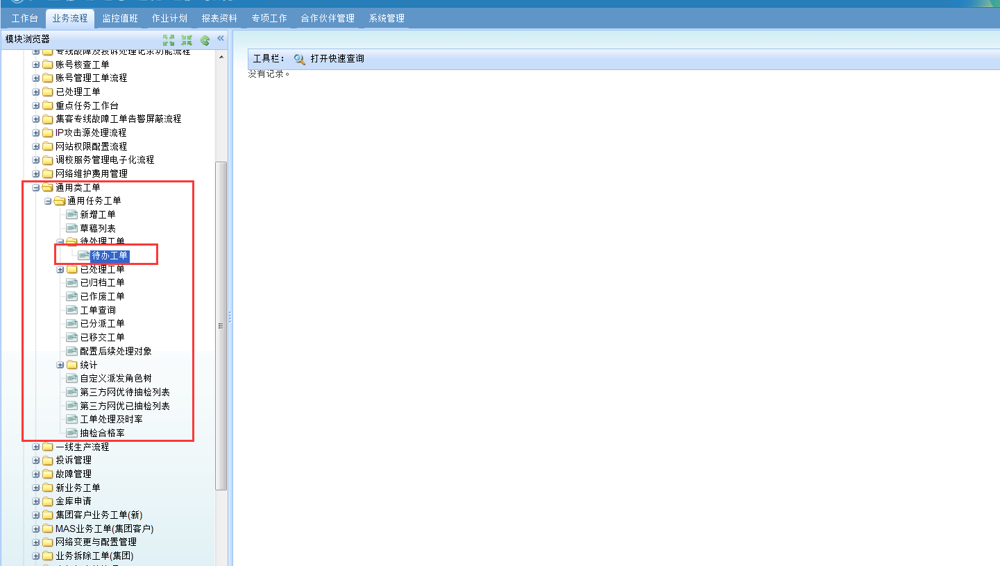 工作台 业务流程 监控值班 作业计划 报表资料 专项工作 合作伙伴管理 系统管理
模块浏览器
工具栏： 打开快速查询
没有记录。
专线故障及投诉处理记录功能流程
账号核查工单
账号管理工单流程
已处理工单
重点任务工作台
集客专线故障工单告警屏蔽流程
IP攻击源处理流程
网站权限配置流程
调校服务管理电子化流程
网络维护费用管理
通用类工单
通用任务工单
新增工单
草稿列表
待处理工单
待办工单
已处理工单
已归档工单
已作废工单
工单查询
已分派工单
已移交工单
配置后续处理对象
统计
自定义派发角色树
第三方网优待抽检列表
第三方网优已抽检列表
工单处理及时率
抽检合格率
一线生产流程
投诉管理
故障管理
新业务工单
金库申请
集团客户业务工单(新)
MAS业务工单(集团客户)
网络变更与配置管理
业务拆除工单(集团)